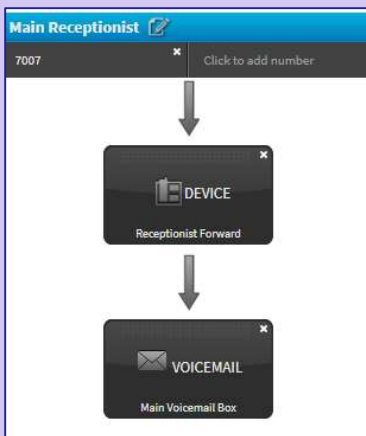 Main Receptionist
7007 Click to add number
DEVICE
Receptionist Forward
VOICEMAIL
Main Voicemail Box